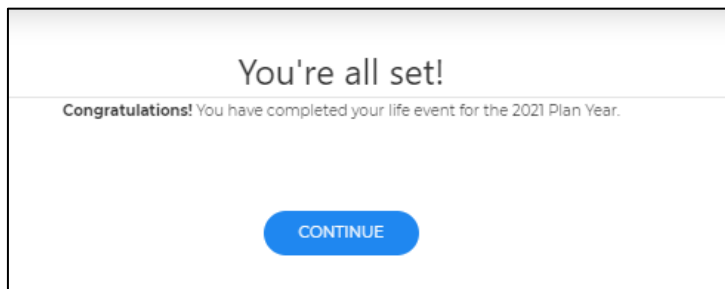 You're all set!
Congratulations! You have completed your life event for the 2021 Plan Year.
CONTINUE